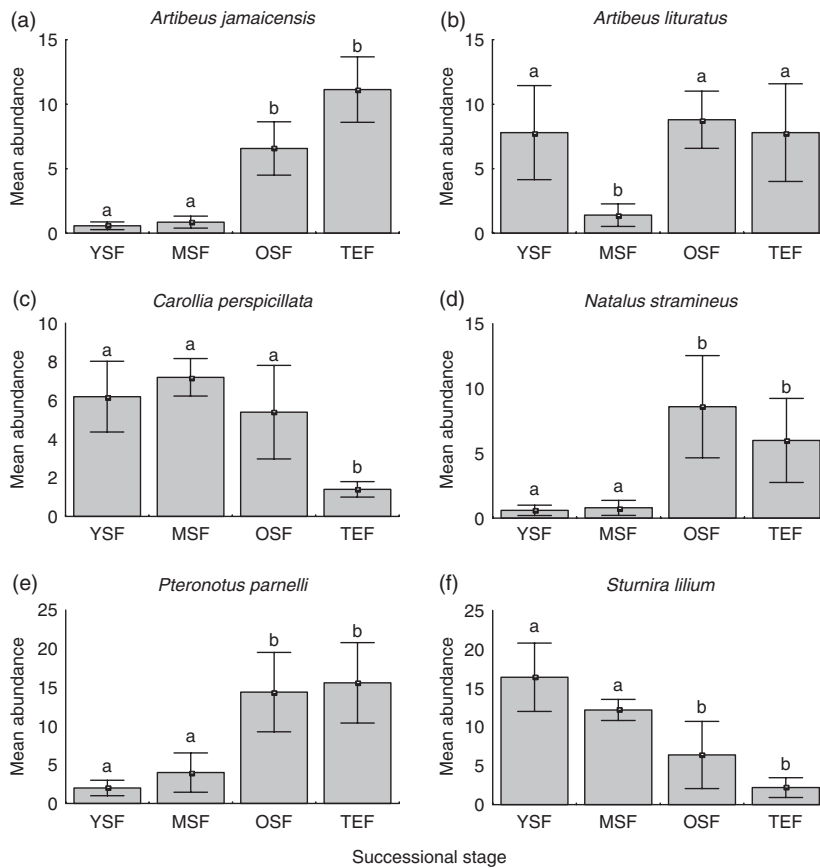 (a) Artibeus jamaicensis
Mean abundance
15
10
5
0
a
a
b
b
YSF MSF OSF TEF
(b) Artibeus lituratus
Mean abundance
15
10
5
0
a
b
a
a
YSF MSF OSF TEF
(c) Carollia perspicillata
Mean abundance
10
8
6
4
2
0
a
a
a
b
YSF MSF OSF TEF
(d) Natalus stramineus
Mean abundance
15
10
5
0
a
a
b
b
YSF MSF OSF TEF
(e) Pteronotus parnelli
Mean abundance
25
20
15
10
5
0
a
a
b
b
YSF MSF OSF TEF
(f) Sturnira lilium
Mean abundance
25
20
15
10
5
0
a
a
b
b
YSF MSF OSF TEF
Successional stage